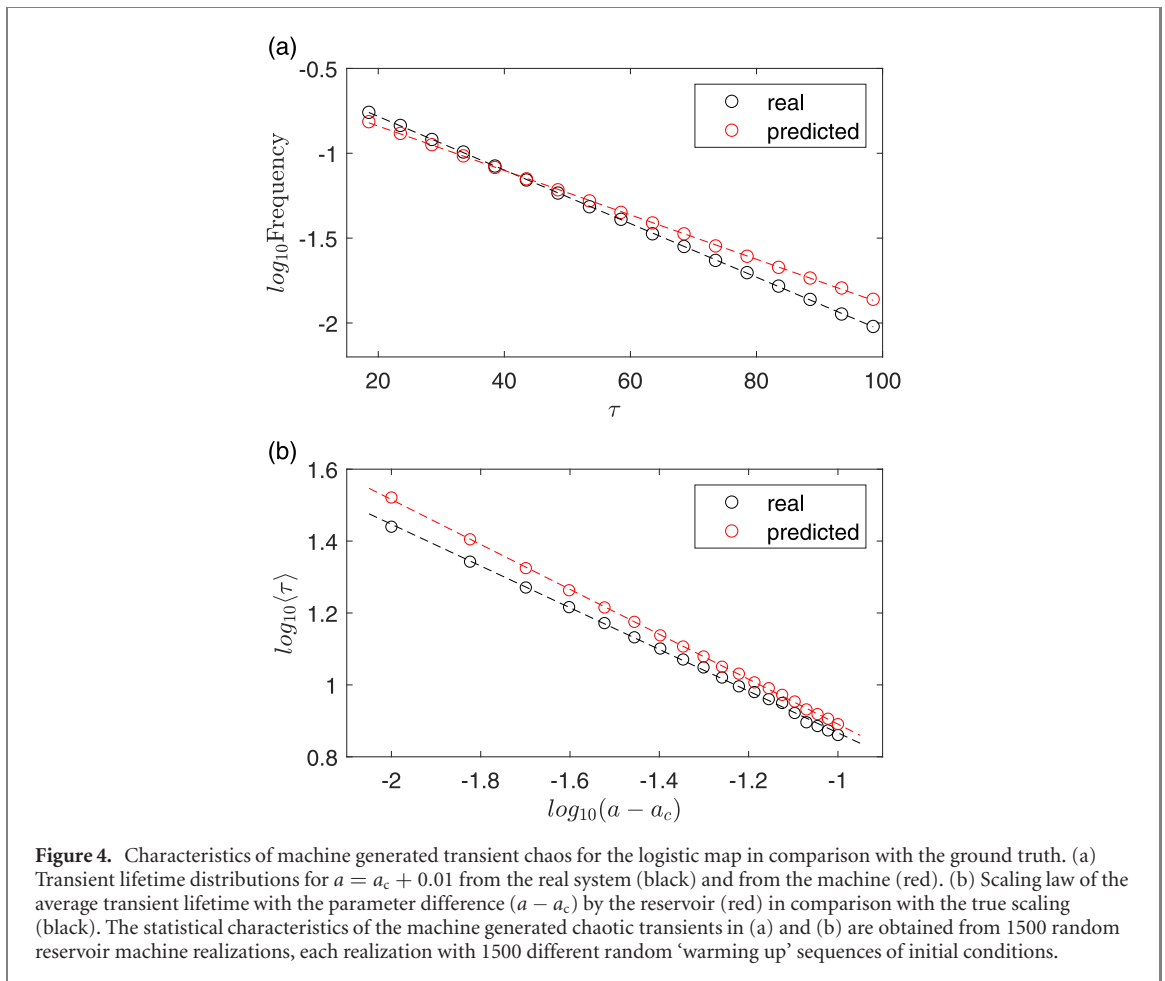 (a)
-0.5
-1
-1.5
-2
log₁₀Frequency
real
predicted
20 40 60 80 100
τ
(b)
1.6
1.4
1.2
1
0.8
log₁₀⟨τ⟩
real
predicted
-2 -1.8 -1.6 -1.4 -1.2 -1
log₁₀(a − a_c)
Figure 4. Characteristics of machine generated transient chaos for the logistic map in comparison with the ground truth. (a)
Transient lifetime distributions for a = a_c + 0.01 from the real system (black) and from the machine (red). (b) Scaling law of the
average transient lifetime with the parameter difference (a − a_c) by the reservoir (red) in comparison with the true scaling
(black). The statistical characteristics of the machine generated chaotic transients in (a) and (b) are obtained from 1500 random
reservoir machine realizations, each realization with 1500 different random ‘warming up’ sequences of initial conditions.